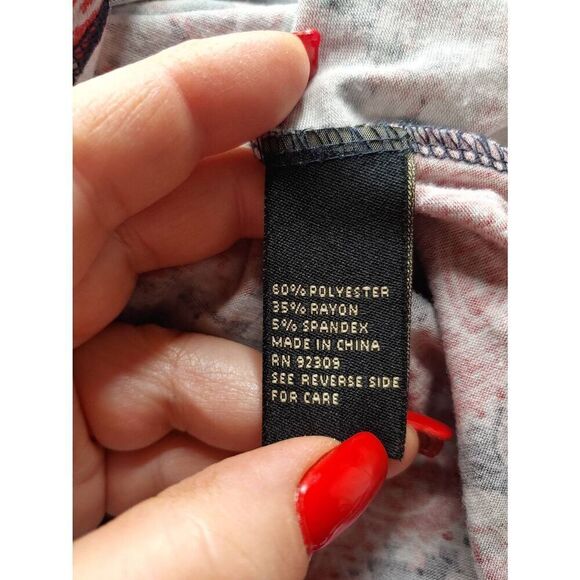 60% POLYESTER
35% RAYON
5% SPANDEX
MADE IN CHINA
RN 92309
SEE REVERSE SIDE
FOR CARE